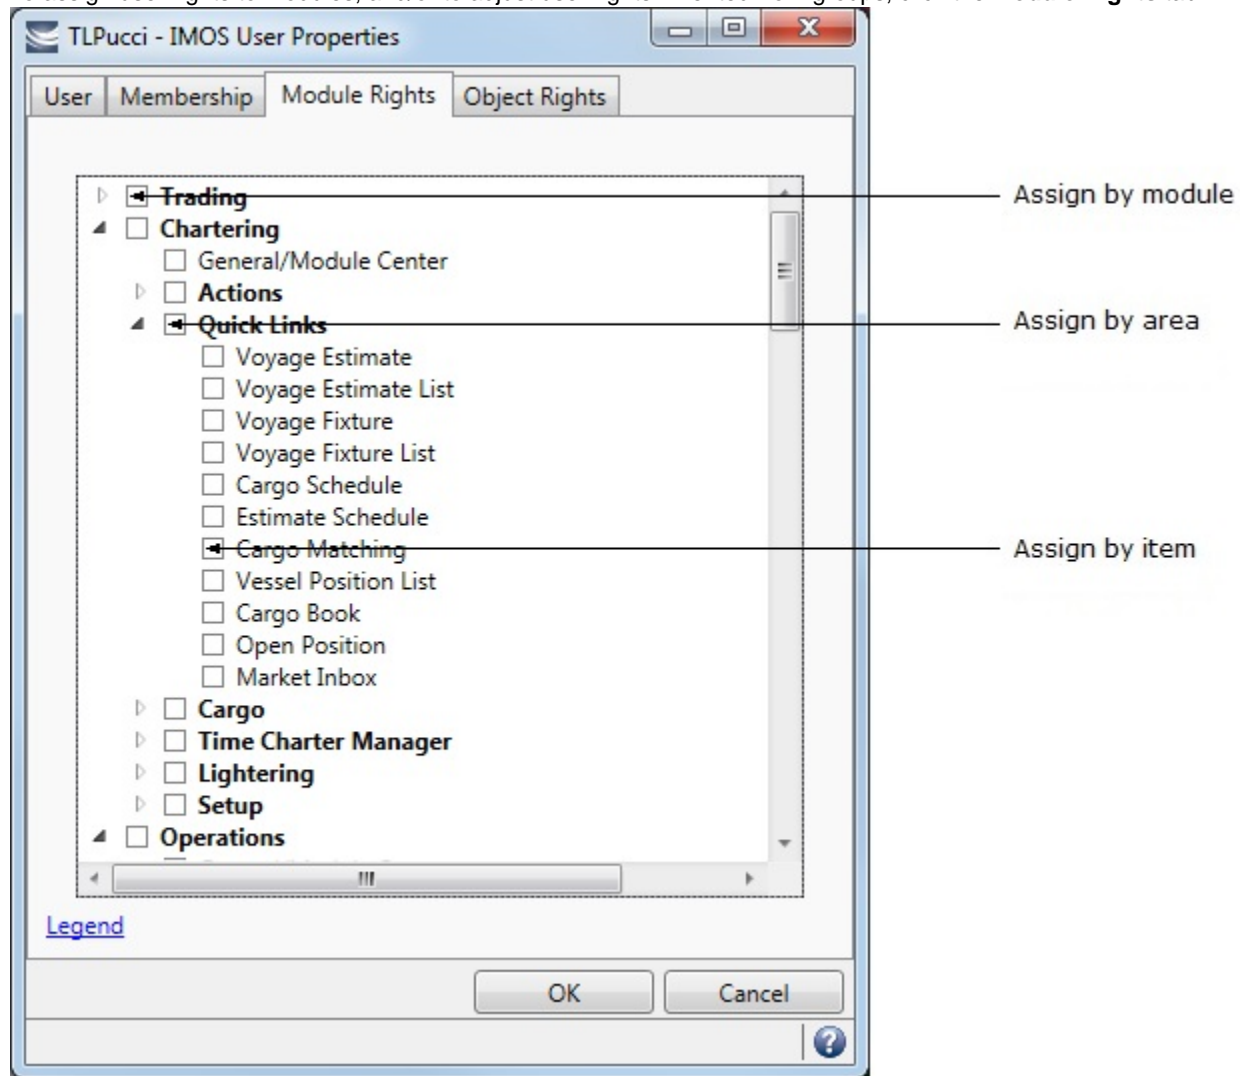 TLPucci - IMOS User Properties
User Membership Module Rights Object Rights
Trading
Assign by module
Chartering
General/Module Center
Actions
Quick Links
Assign by area
Voyage Estimate
Voyage Estimate List
Voyage Fixture
Voyage Fixture List
Cargo Schedule
Estimate Schedule
Cargo Matching
Assign by item
Vessel Position List
Cargo Book
Open Position
Market Inbox
Cargo
Time Charter Manager
Lightering
Setup
Operations
Legend
OK Cancel